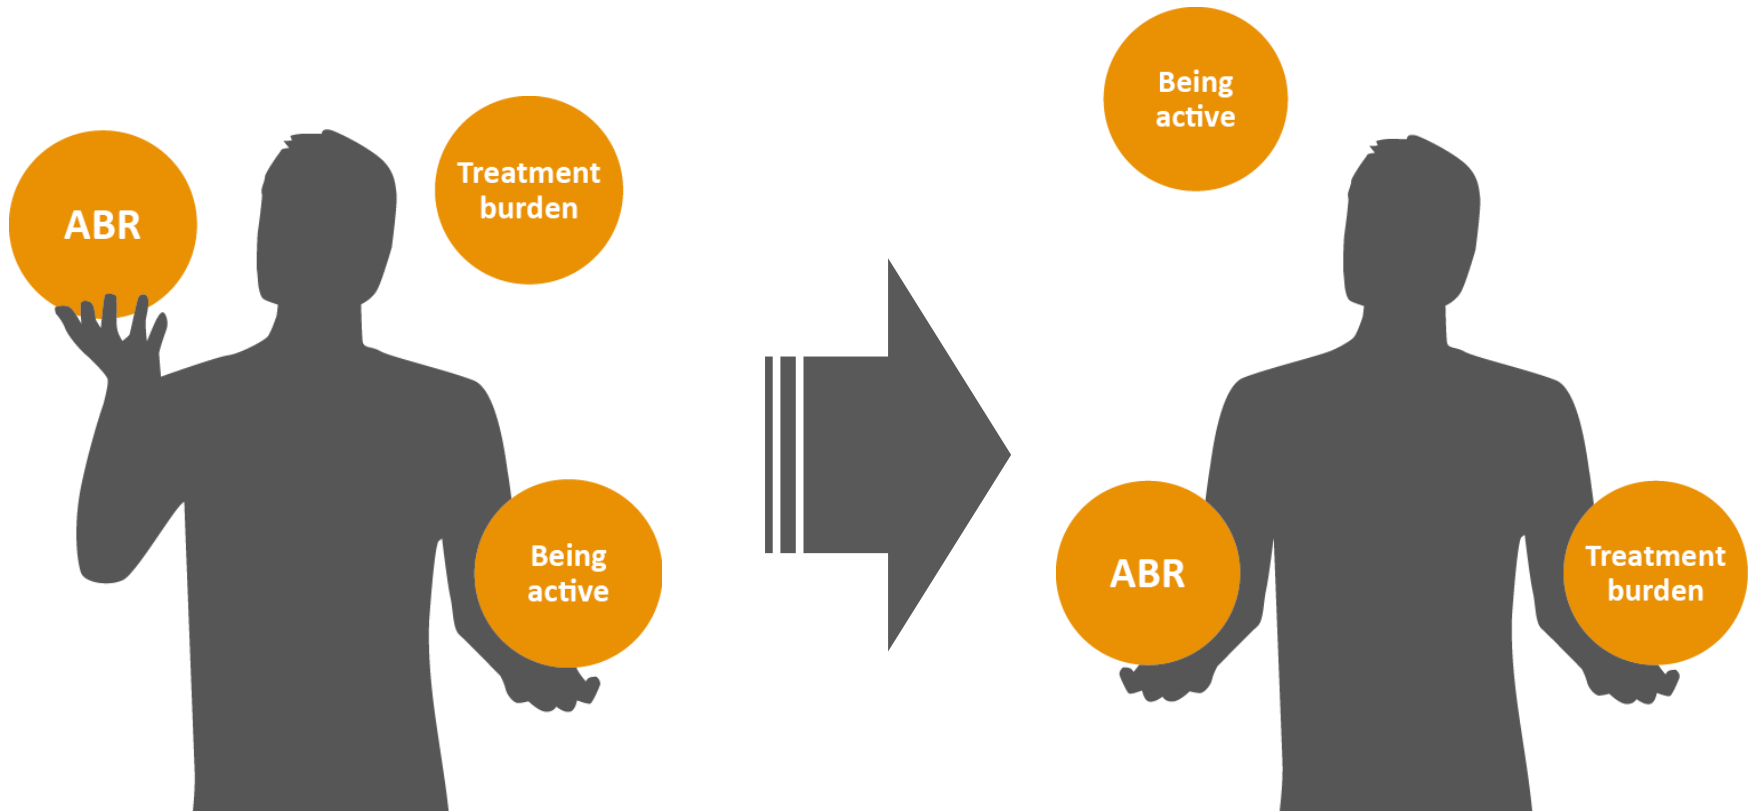 ABR
Treatment
burden
Being
active
Being
active
ABR
Treatment
burden